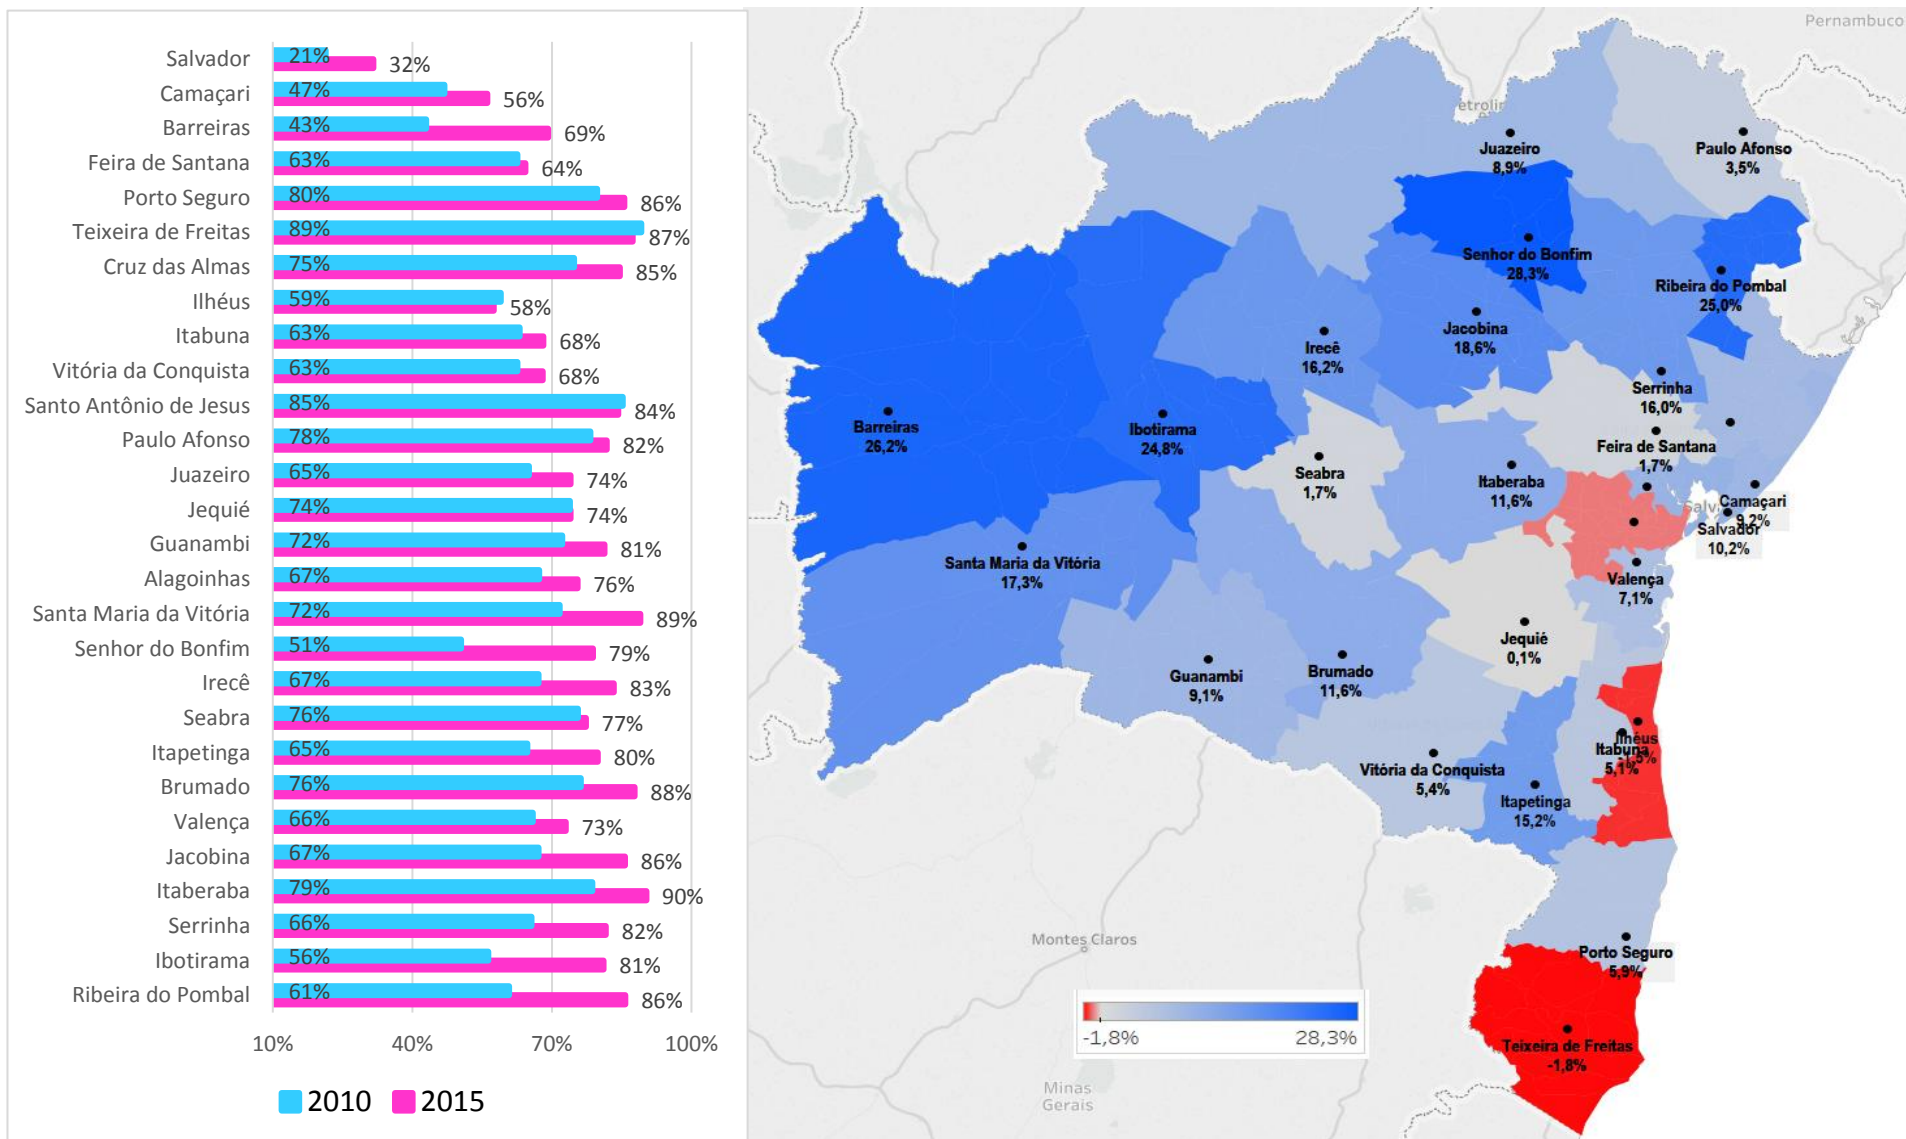 Salvador 21% 32%
Camaçari 47% 56%
Barreiras 43% 69%
Feira de Santana 63% 64%
Porto Seguro 80% 86%
Teixeira de Freitas 89% 87%
Cruz das Almas 75% 85%
Ilhéus 59% 58%
Itabuna 63% 68%
Vitória da Conquista 63% 68%
Santo Antônio de Jesus 85% 84%
Paulo Afonso 78% 82%
Juazeiro 65% 74%
Jequié 74% 74%
Guanambi 72% 81%
Alagoinhas 67% 76%
Santa Maria da Vitória 72% 89%
Senhor do Bonfim 51% 79%
Irecê 67% 83%
Seabra 76% 77%
Itapetinga 65% 80%
Brumado 76% 88%
Valença 66% 73%
Jacobina 67% 86%
Itaberaba 79% 90%
Serrinha 66% 82%
Ibotirama 56% 81%
Ribeira do Pombal 61% 86%
10% 40% 70% 100%
2010 2015
Pernambuco
etrolin
Juazeiro
8,9%
Paulo Afonso
3,5%
Senhor do Bonfim
28,3%
Ribeira do Pombal
25,0%
Jacobina
18,6%
Irecê
16,2%
Serrinha
16,0%
Barreiras
26,2%
Ibotirama
24,8%
Feira de Santana
1,7%
Seabra
1,7%
Itaberaba
11,6%
Camaçari
9,2%
Salv
Salvador
10,2%
Santa Maria da Vitória
17,3%
Valença
7,1%
Jequié
0,1%
Guanambi
9,1%
Brumado
11,6%
Ilhéus
-1,5%
Itabuna
5,1%
Vitória da Conquista
5,4%
Itapetinga
15,2%
Montes Claros
Porto Seguro
5,9%
-1,8% 28,3%
Teixeira de Freitas
-1,8%
Minas
Gerais